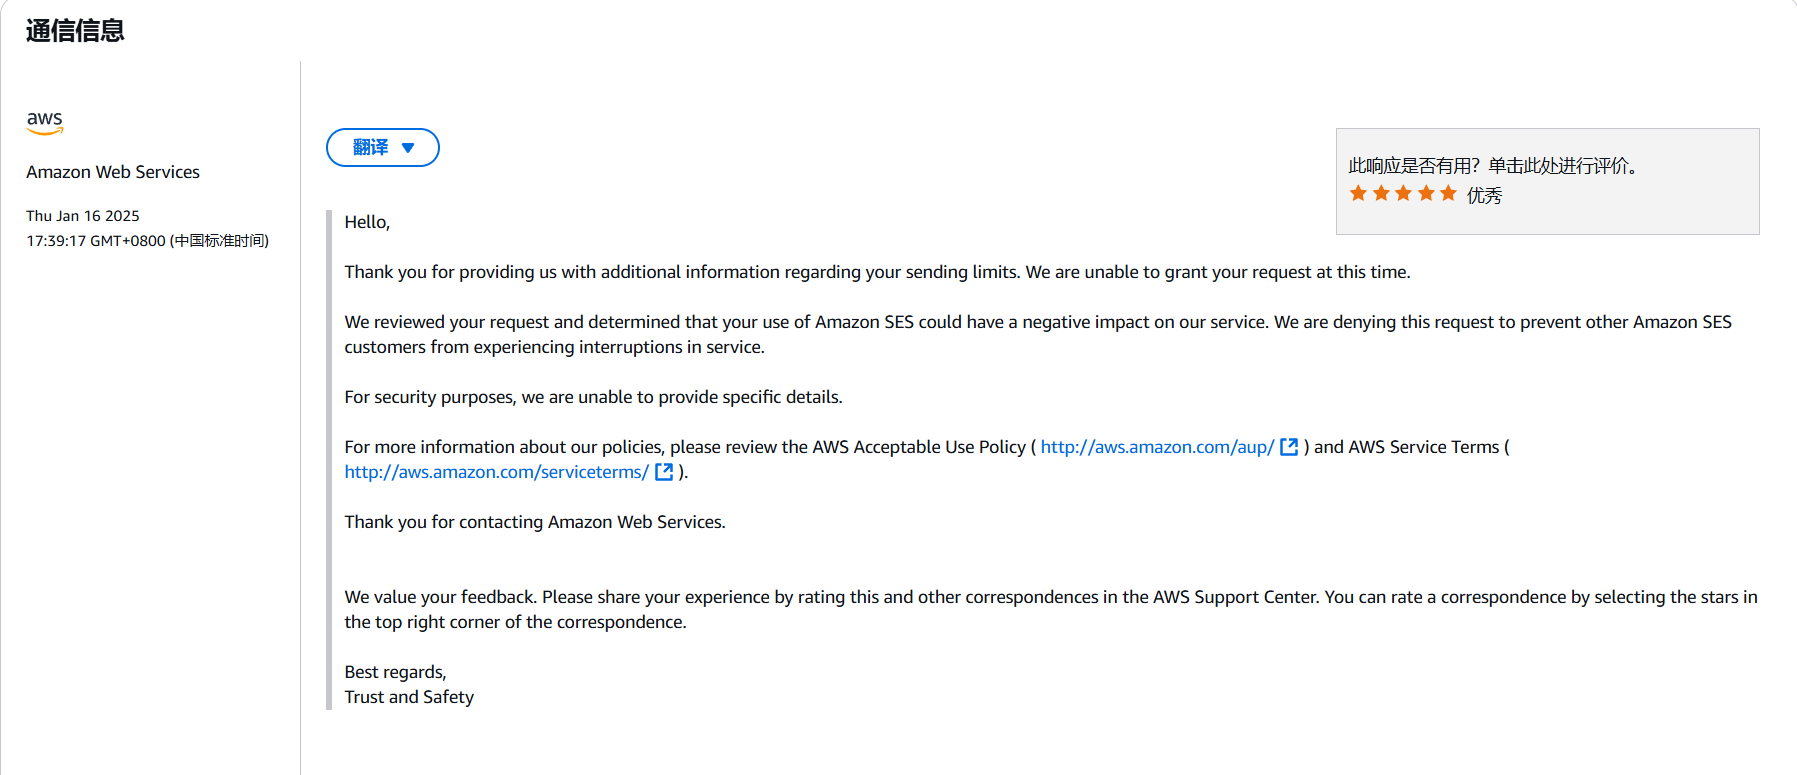 通信信息
aws
Amazon Web Services
Thu Jan 16 2025
17:39:17 GMT+0800 (中国标准时间)
翻译
此响应是否有用？单击此处进行评价。
优秀
Hello,
Thank you for providing us with additional information regarding your sending limits. We are unable to grant your request at this time.
We reviewed your request and determined that your use of Amazon SES could have a negative impact on our service. We are denying this request to prevent other Amazon SES
customers from experiencing interruptions in service.
For security purposes, we are unable to provide specific details.
For more information about our policies, please review the AWS Acceptable Use Policy ( http://aws.amazon.com/aup/ ) and AWS Service Terms (
http://aws.amazon.com/serviceterms/ ).
Thank you for contacting Amazon Web Services.
We value your feedback. Please share your experience by rating this and other correspondences in the AWS Support Center. You can rate a correspondence by selecting the stars in
the top right corner of the correspondence.
Best regards,
Trust and Safety